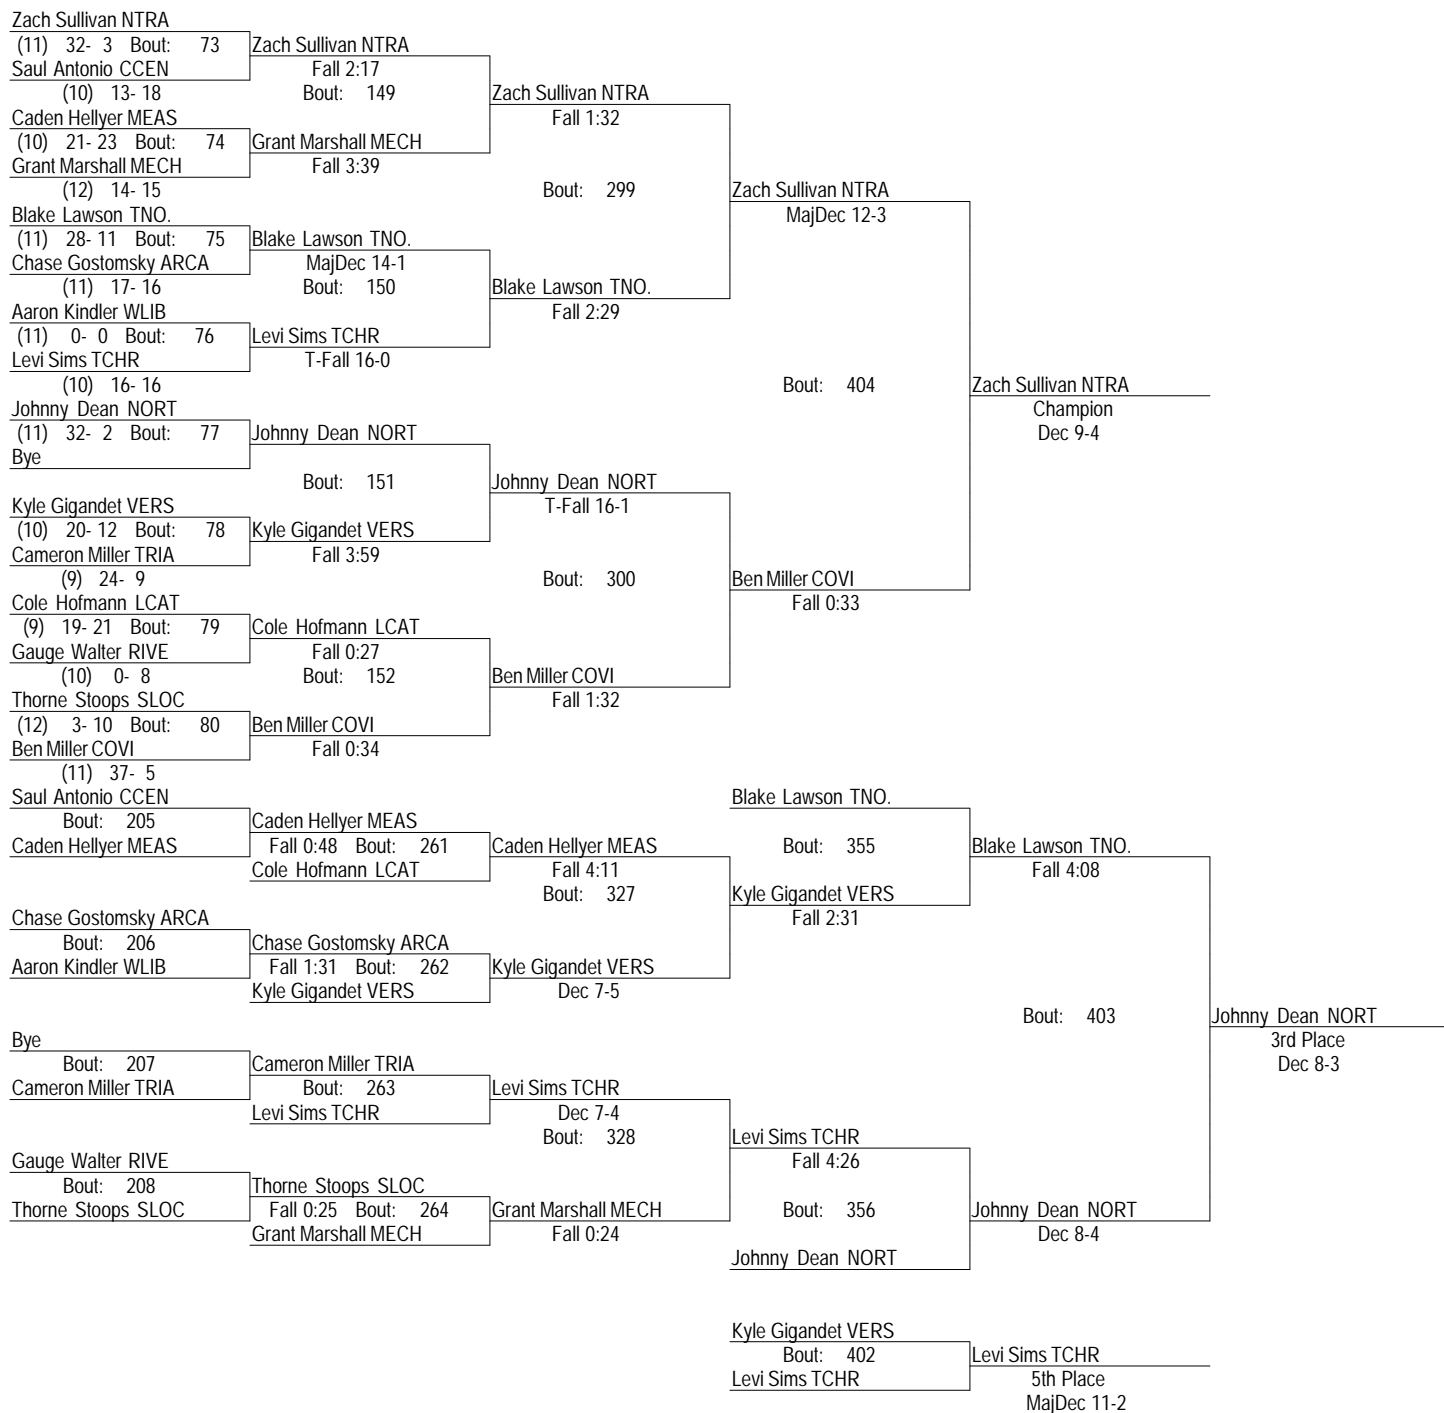 Zach Sullivan NTRA
(11) 32- 3 Bout: 73 Zach Sullivan NTRA
Saul Antonio CCEN Fall 2:17
(10) 13- 18 Bout: 149 Zach Sullivan NTRA
Caden Hellyer MEAS Fall 1:32
(10) 21- 23 Bout: 74 Grant Marshall MECH
Grant Marshall MECH Fall 3:39
(12) 14- 15 Bout: 299 Zach Sullivan NTRA
Blake Lawson TNO. MajDec 12-3
(11) 28- 11 Bout: 75 Blake Lawson TNO.
Chase Gostomsky ARCA MajDec 14-1
(11) 17- 16 Bout: 150 Blake Lawson TNO.
Aaron Kindler WLIB Fall 2:29
(11) 0- 0 Bout: 76 Levi Sims TCHR
Levi Sims TCHR T-Fall 16-0
(10) 16- 16 Bout: 404 Zach Sullivan NTRA
Johnny Dean NORT Champion
(11) 32- 2 Bout: 77 Johnny Dean NORT Dec 9-4
Bye
Bout: 151 Johnny Dean NORT
Kyle Gigandet VERS T-Fall 16-1
(10) 20- 12 Bout: 78 Kyle Gigandet VERS
Cameron Miller TRIA Fall 3:59
(9) 24- 9 Bout: 300 Ben Miller COVI
Cole Hofmann LCAT Fall 0:33
(9) 19- 21 Bout: 79 Cole Hofmann LCAT
Gauge Walter RIVE Fall 0:27
(10) 0- 8 Bout: 152 Ben Miller COVI
Thorne Stoops SLOC Fall 1:32
(12) 3- 10 Bout: 80 Ben Miller COVI
Ben Miller COVI Fall 0:34
(11) 37- 5
Saul Antonio CCEN Blake Lawson TNO.
Bout: 205 Caden Hellyer MEAS
Caden Hellyer MEAS Fall 0:48 Bout: 261 Caden Hellyer MEAS Bout: 355 Blake Lawson TNO.
Cole Hofmann LCAT Fall 4:11 Fall 4:08
Bout: 327 Kyle Gigandet VERS
Chase Gostomsky ARCA Fall 2:31
Bout: 206 Chase Gostomsky ARCA
Aaron Kindler WLIB Fall 1:31 Bout: 262 Kyle Gigandet VERS
Kyle Gigandet VERS Dec 7-5
Bout: 403 Johnny Dean NORT
Bye 3rd Place
Bout: 207 Cameron Miller TRIA Dec 8-3
Cameron Miller TRIA Bout: 263 Levi Sims TCHR
Levi Sims TCHR Dec 7-4
Bout: 328 Levi Sims TCHR
Gauge Walter RIVE Fall 4:26
Bout: 208 Thorne Stoops SLOC
Thorne Stoops SLOC Fall 0:25 Bout: 264 Grant Marshall MECH Bout: 356 Johnny Dean NORT
Grant Marshall MECH Fall 0:24 Dec 8-4
Johnny Dean NORT
Kyle Gigandet VERS
Bout: 402 Levi Sims TCHR
Levi Sims TCHR 5th Place
MajDec 11-2